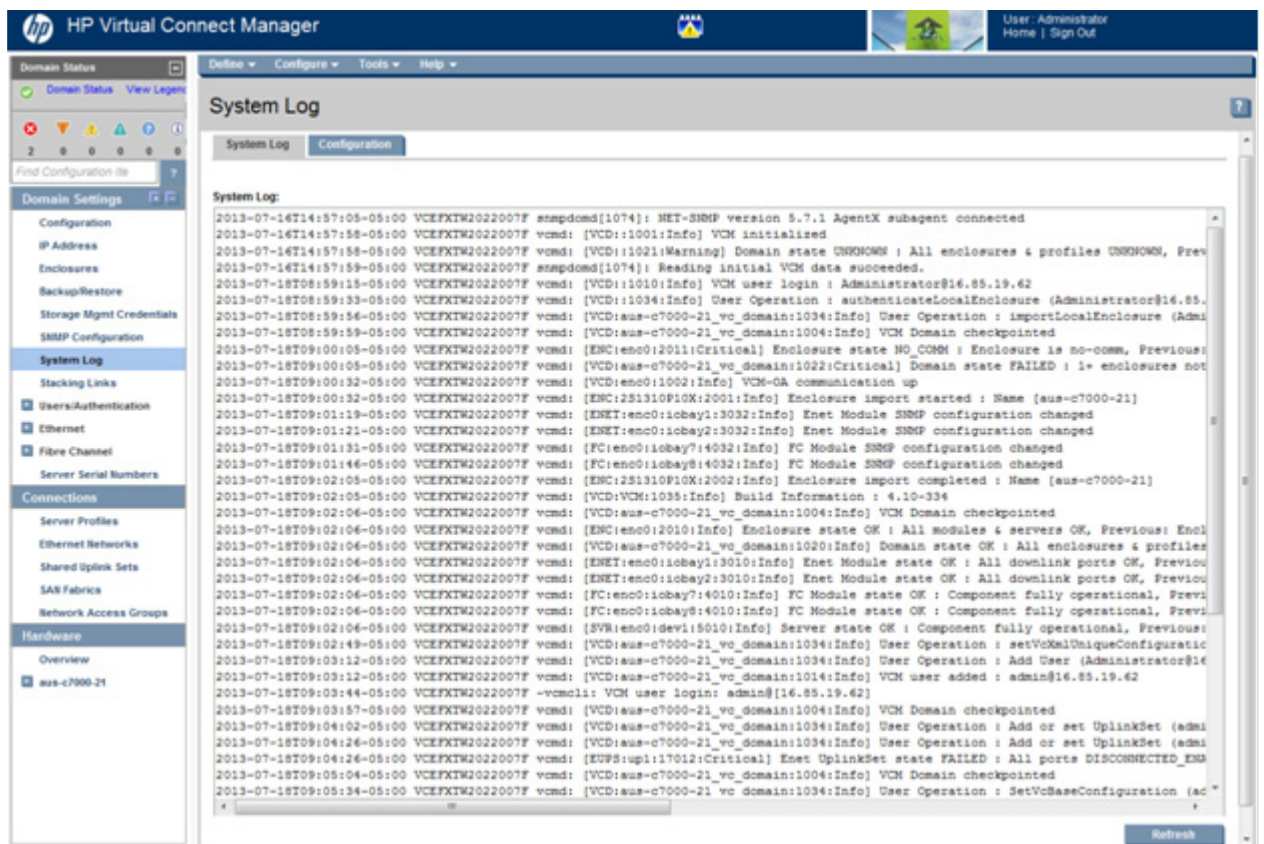 hp HP Virtual Connect Manager
User: Administrator
Home | Sign Out
Domain Status
Domain Status View Legend
2 0 0 0 0 0
Find Configuration Ite ?
Domain Settings
Configuration
IP Address
Enclosures
Backup/Restore
Storage Mgmt Credentials
SNMP Configuration
System Log
Stacking Links
Users/Authentication
Ethernet
Fibre Channel
Server Serial Numbers
Connections
Server Profiles
Ethernet Networks
Shared Uplink Sets
SAN Fabrics
Network Access Groups
Hardware
Overview
aus-c7000-21
Define Configure Tools Help
System Log ?
System Log Configuration
System Log:
2013-07-16T14:57:05-05:00 VCEFXTW2022007F snmpdomd[1074]: NET-SNMP version 5.7.1 AgentX subagent connected
2013-07-16T14:57:58-05:00 VCEFXTW2022007F vcmd: [VCD::1001:Info] VCM initialized
2013-07-16T14:57:58-05:00 VCEFXTW2022007F vcmd: [VCD::1021:Warning] Domain state UNKNOWN : All enclosures & profiles UNKNOWN, Prev
2013-07-16T14:57:59-05:00 VCEFXTW2022007F snmpdomd[1074]: Reading initial VCM data succeeded.
2013-07-18T08:59:15-05:00 VCEFXTW2022007F vcmd: [VCD::1010:Info] VCM user login : Administrator@16.85.19.62
2013-07-18T08:59:33-05:00 VCEFXTW2022007F vcmd: [VCD::1034:Info] User Operation : authenticateLocalEnclosure (Administrator@16.85.
2013-07-18T08:59:56-05:00 VCEFXTW2022007F vcmd: [VCD:aus-c7000-21_vc_domain:1034:Info] User Operation : importLocalEnclosure (Admi
2013-07-18T08:59:59-05:00 VCEFXTW2022007F vcmd: [VCD:aus-c7000-21_vc_domain:1004:Info] VCM Domain checkpointed
2013-07-18T09:00:05-05:00 VCEFXTW2022007F vcmd: [ENC:enc0:2011:Critical] Enclosure state NO_COMM : Enclosure is no-comm, Previous:
2013-07-18T09:00:05-05:00 VCEFXTW2022007F vcmd: [VCD:aus-c7000-21_vc_domain:1022:Critical] Domain state FAILED : 1+ enclosures not
2013-07-18T09:00:32-05:00 VCEFXTW2022007F vcmd: [VCD:enc0:1002:Info] VCM-OA communication up
2013-07-18T09:00:32-05:00 VCEFXTW2022007F vcmd: [ENC:2S1310P10X:2001:Info] Enclosure import started : Name [aus-c7000-21]
2013-07-18T09:01:19-05:00 VCEFXTW2022007F vcmd: [ENET:enc0:iobay1:3032:Info] Enet Module SNMP configuration changed
2013-07-18T09:01:21-05:00 VCEFXTW2022007F vcmd: [ENET:enc0:iobay2:3032:Info] Enet Module SNMP configuration changed
2013-07-18T09:01:31-05:00 VCEFXTW2022007F vcmd: [FC:enc0:iobay7:4032:Info] FC Module SNMP configuration changed
2013-07-18T09:01:46-05:00 VCEFXTW2022007F vcmd: [FC:enc0:iobay8:4032:Info] FC Module SNMP configuration changed
2013-07-18T09:02:05-05:00 VCEFXTW2022007F vcmd: [ENC:2S1310P10X:2002:Info] Enclosure import completed : Name [aus-c7000-21]
2013-07-18T09:02:05-05:00 VCEFXTW2022007F vcmd: [VCD:VCM:1035:Info] Build Information : 4.10-334
2013-07-18T09:02:06-05:00 VCEFXTW2022007F vcmd: [VCD:aus-c7000-21_vc_domain:1004:Info] VCM Domain checkpointed
2013-07-18T09:02:06-05:00 VCEFXTW2022007F vcmd: [ENC:enc0:2010:Info] Enclosure state OK : All modules & servers OK, Previous: Encl
2013-07-18T09:02:06-05:00 VCEFXTW2022007F vcmd: [VCD:aus-c7000-21_vc_domain:1020:Info] Domain state OK : All enclosures & profiles
2013-07-18T09:02:06-05:00 VCEFXTW2022007F vcmd: [ENET:enc0:iobay1:3010:Info] Enet Module state OK : All downlink ports OK, Previou
2013-07-18T09:02:06-05:00 VCEFXTW2022007F vcmd: [ENET:enc0:iobay2:3010:Info] Enet Module state OK : All downlink ports OK, Previou
2013-07-18T09:02:06-05:00 VCEFXTW2022007F vcmd: [FC:enc0:iobay7:4010:Info] FC Module state OK : Component fully operational, Previ
2013-07-18T09:02:06-05:00 VCEFXTW2022007F vcmd: [FC:enc0:iobay8:4010:Info] FC Module state OK : Component fully operational, Previ
2013-07-18T09:02:06-05:00 VCEFXTW2022007F vcmd: [SVR:enc0:dev1:5010:Info] Server state OK : Component fully operational, Previous:
2013-07-18T09:02:49-05:00 VCEFXTW2022007F vcmd: [VCD:aus-c7000-21_vc_domain:1034:Info] User Operation : setVcXmlUniqueConfiguratio
2013-07-18T09:03:12-05:00 VCEFXTW2022007F vcmd: [VCD:aus-c7000-21_vc_domain:1034:Info] User Operation : Add User (Administrator@16
2013-07-18T09:03:12-05:00 VCEFXTW2022007F vcmd: [VCD:aus-c7000-21_vc_domain:1014:Info] VCM user added : admin@16.85.19.62
2013-07-18T09:03:44-05:00 VCEFXTW2022007F -vcmcli: VCM user login: admin@[16.85.19.62]
2013-07-18T09:03:57-05:00 VCEFXTW2022007F vcmd: [VCD:aus-c7000-21_vc_domain:1004:Info] VCM Domain checkpointed
2013-07-18T09:04:02-05:00 VCEFXTW2022007F vcmd: [VCD:aus-c7000-21_vc_domain:1034:Info] User Operation : Add or set UplinkSet (admi
2013-07-18T09:04:26-05:00 VCEFXTW2022007F vcmd: [VCD:aus-c7000-21_vc_domain:1034:Info] User Operation : Add or set UplinkSet (admi
2013-07-18T09:04:26-05:00 VCEFXTW2022007F vcmd: [EUPS:up1:17012:Critical] Enet UplinkSet state FAILED : All ports DISCONNECTED_ENA
2013-07-18T09:05:04-05:00 VCEFXTW2022007F vcmd: [VCD:aus-c7000-21_vc_domain:1004:Info] VCM Domain checkpointed
2013-07-18T09:05:34-05:00 VCEFXTW2022007F vcmd: [VCD:aus-c7000-21_vc_domain:1034:Info] User Operation : SetVcBaseConfiguration (ad
Refresh